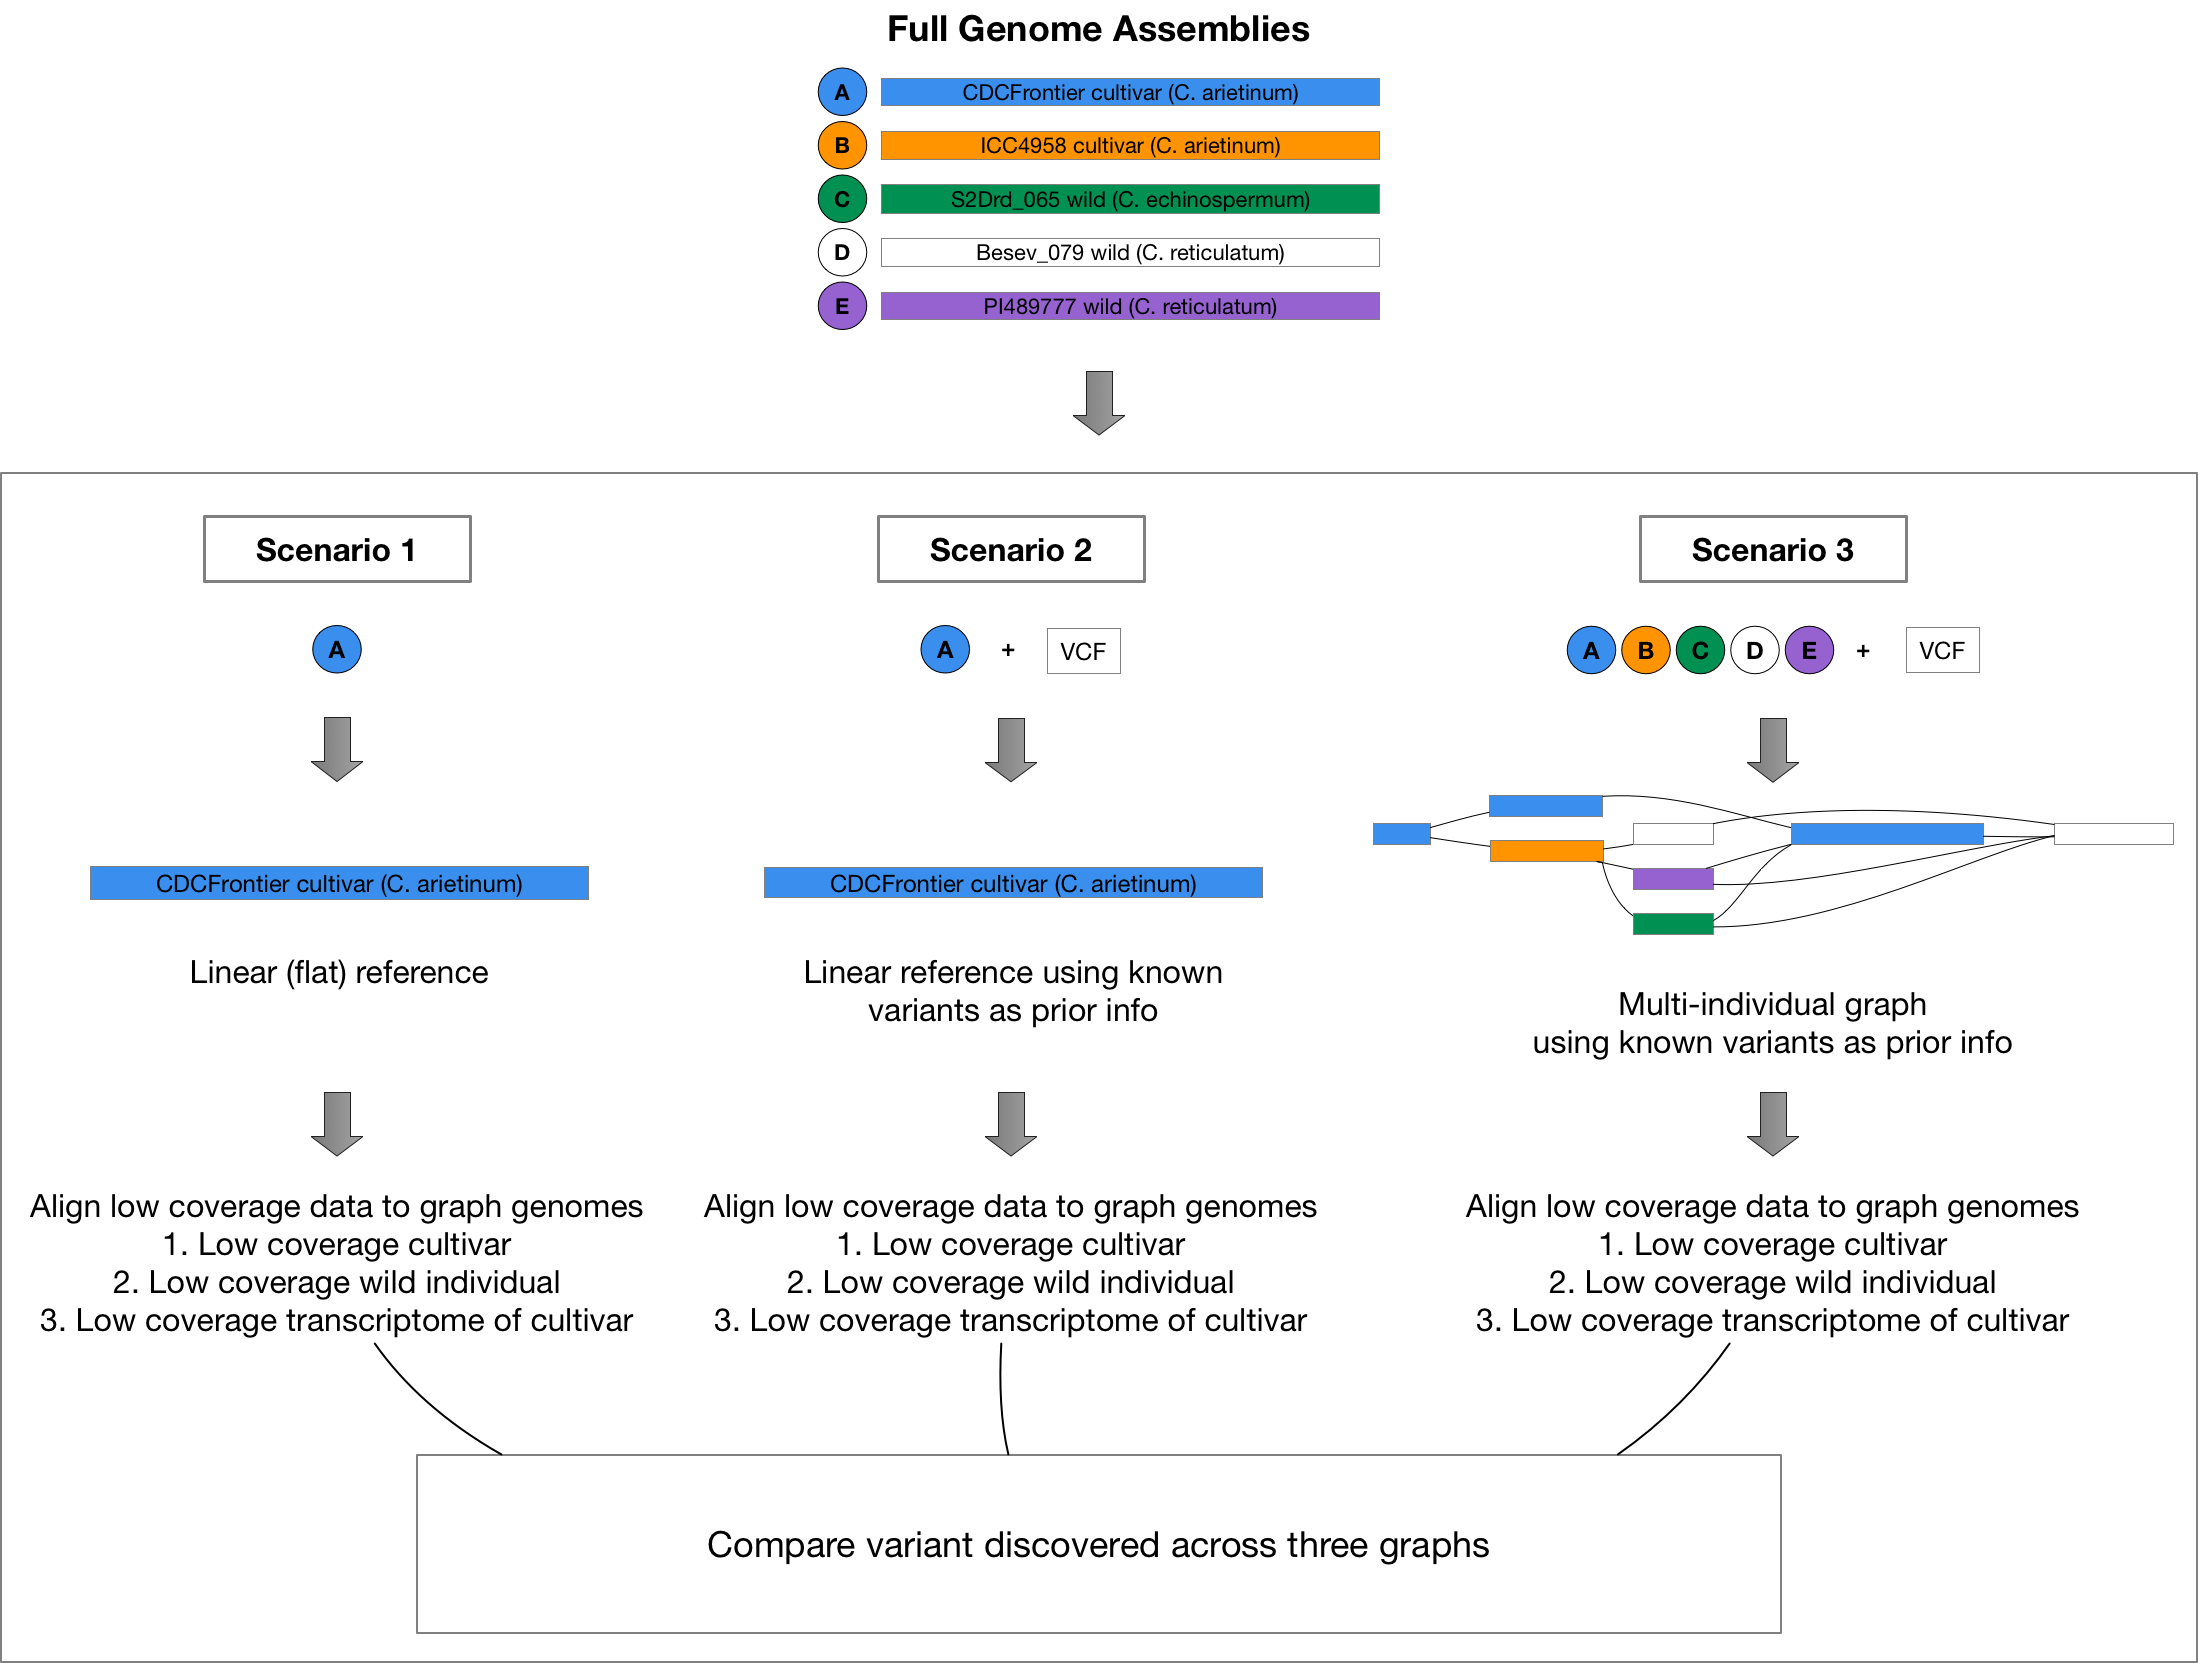 Full Genome Assemblies
A CDCFrontier cultivar (C. arietinum)
B ICC4958 cultivar (C. arietinum)
C S2Drd_065 wild (C. echinospermum)
D Besev_079 wild (C. reticulatum)
E PI489777 wild (C. reticulatum)
Scenario 1
A
CDCFrontier cultivar (C. arietinum)
Linear (flat) reference
Align low coverage data to graph genomes
1. Low coverage cultivar
2. Low coverage wild individual
3. Low coverage transcriptome of cultivar
Scenario 2
A + VCF
CDCFrontier cultivar (C. arietinum)
Linear reference using known
variants as prior info
Align low coverage data to graph genomes
1. Low coverage cultivar
2. Low coverage wild individual
3. Low coverage transcriptome of cultivar
Scenario 3
A B C D E + VCF
Multi-individual graph
using known variants as prior info
Align low coverage data to graph genomes
1. Low coverage cultivar
2. Low coverage wild individual
3. Low coverage transcriptome of cultivar
Compare variant discovered across three graphs